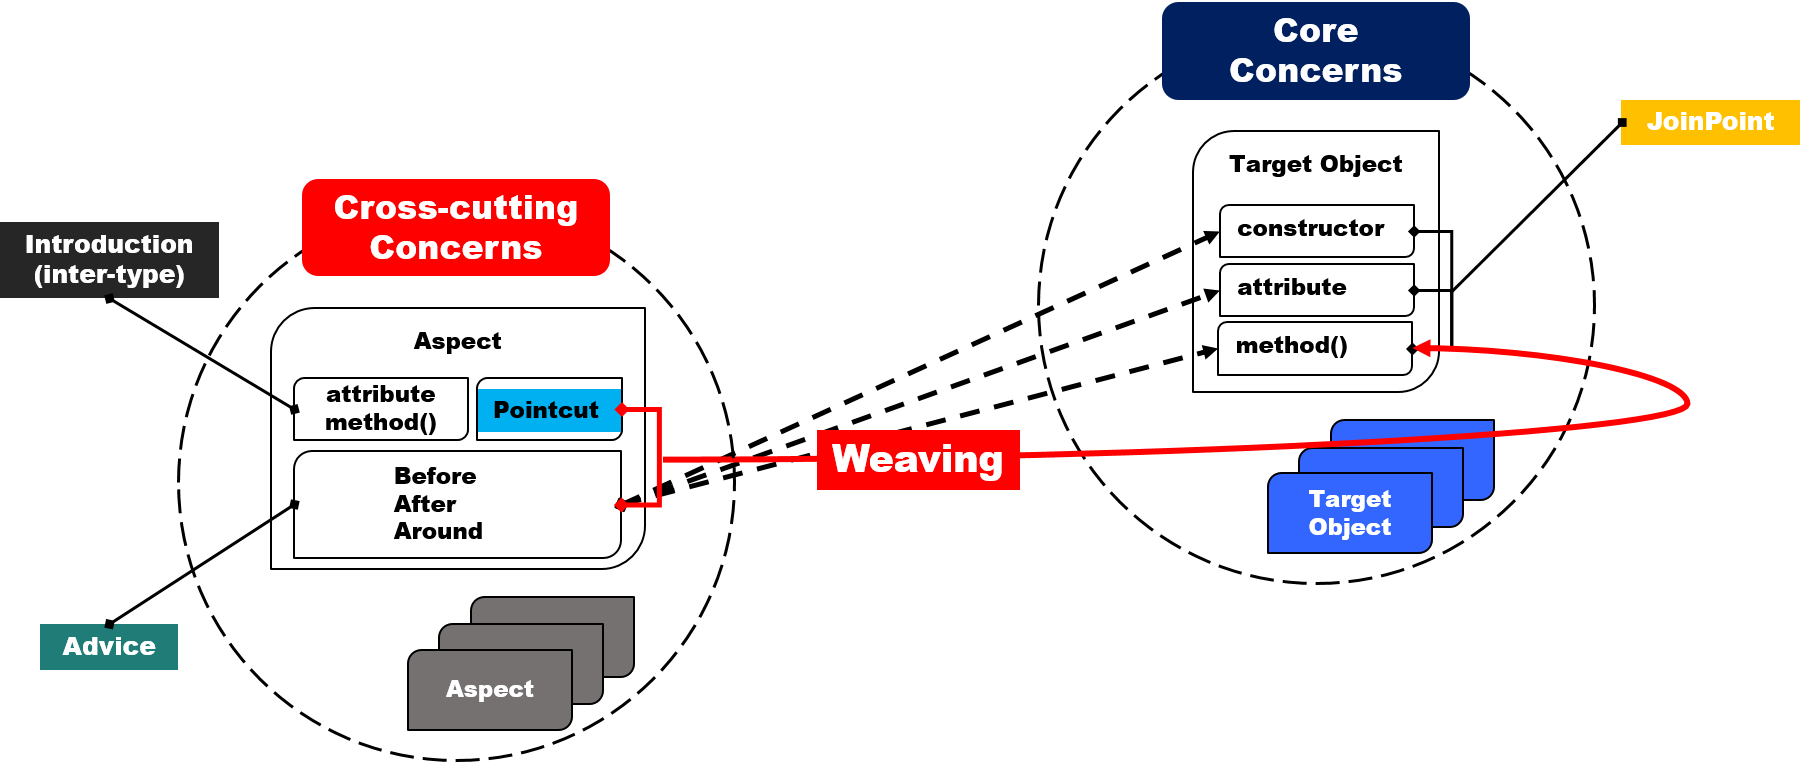 Core
Concerns
JoinPoint
Target Object
constructor
attribute
method()
Target
Object
Cross-cutting
Concerns
Introduction
(inter-type)
Aspect
attribute
method()
Pointcut
Before
After
Around
Weaving
Advice
Aspect